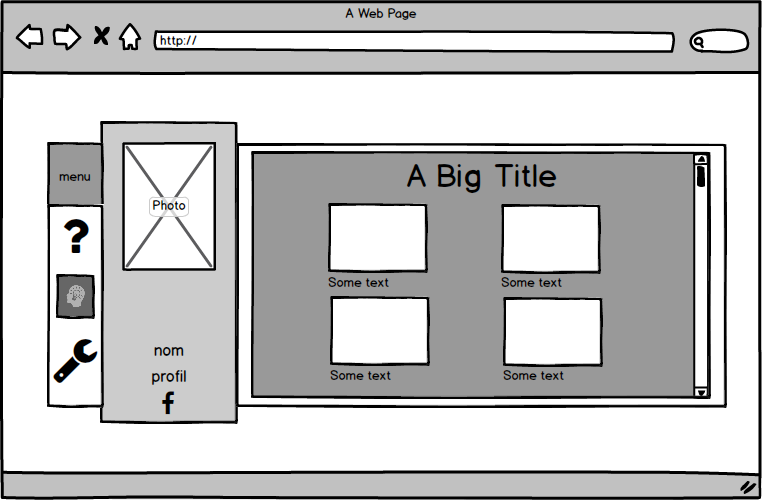 A Web Page
http://
menu
?
Photo
nom
profil
f
A Big Title
Some text
Some text
Some text
Some text